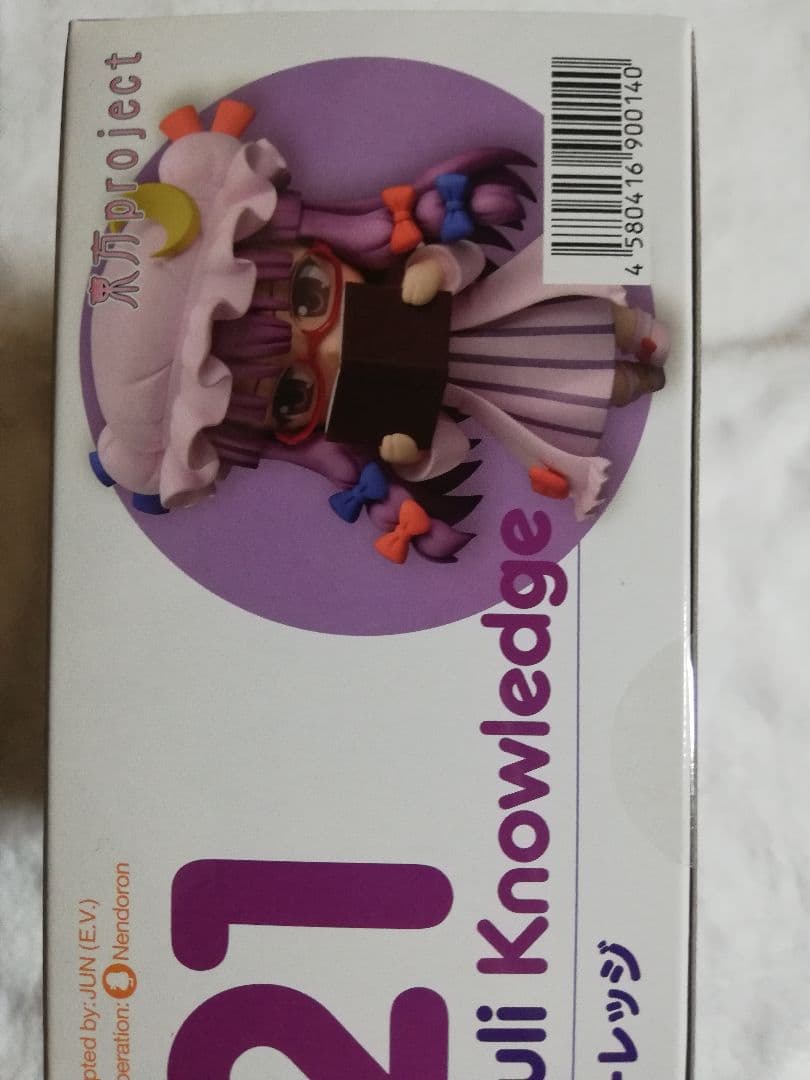 東方project
4 580416 900140
21
uli Knowledge
ーレッジ
pted by:JUN (E.V.)
peration: Nendoron